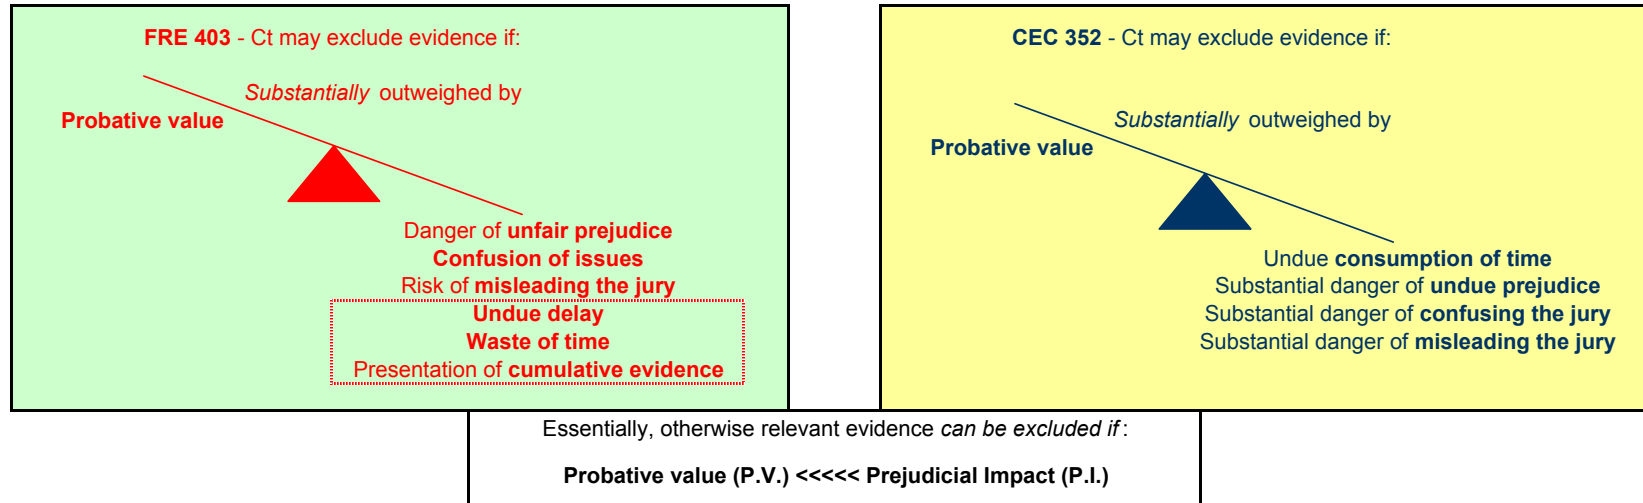 FRE 403 - Ct may exclude evidence if:
Substantially outweighed by
Probative value
Danger of unfair prejudice
Confusion of issues
Risk of misleading the jury
Undue delay
Waste of time
Presentation of cumulative evidence
CEC 352 - Ct may exclude evidence if:
Substantially outweighed by
Probative value
Undue consumption of time
Substantial danger of undue prejudice
Substantial danger of confusing the jury
Substantial danger of misleading the jury
Essentially, otherwise relevant evidence can be excluded if:
Probative value (P.V.) <<<<< Prejudicial Impact (P.I.)